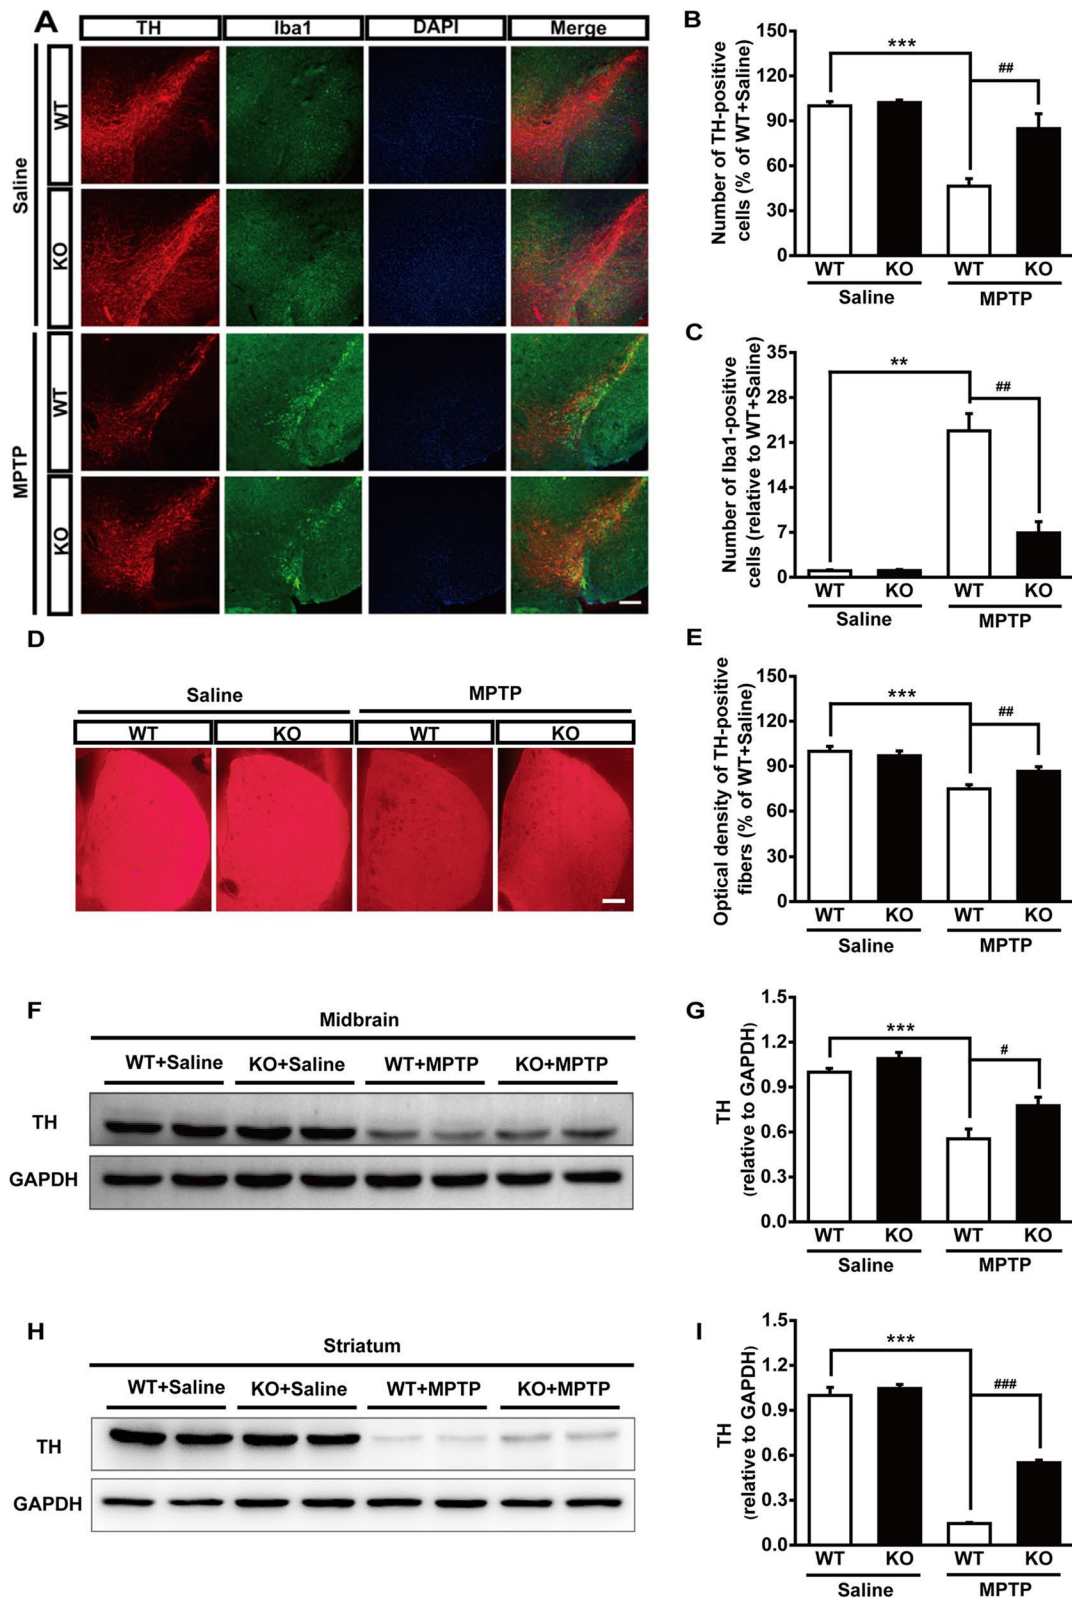 A
TH Iba1 DAPI Merge
Saline
WT
KO
MPTP
WT
KO
B
Number of TH-positive
cells (% of WT+Saline)
150
120
90
60
30
0
*** ##
WT KO WT KO
Saline MPTP
C
Number of Iba1-positive
cells (relative to WT+Saline)
35
28
21
14
7
0
** ##
WT KO WT KO
Saline MPTP
D
Saline MPTP
WT KO WT KO
E
Optical density of TH-positive
fibers (% of WT+Saline)
150
120
90
60
30
0
*** ##
WT KO WT KO
Saline MPTP
F
Midbrain
WT+Saline KO+Saline WT+MPTP KO+MPTP
TH
GAPDH
G
TH
(relative to GAPDH)
1.5
1.2
0.9
0.6
0.3
0.0
*** #
WT KO WT KO
Saline MPTP
H
Striatum
WT+Saline KO+Saline WT+MPTP KO+MPTP
TH
GAPDH
I
TH
(relative to GAPDH)
1.5
1.2
0.9
0.6
0.3
0.0
*** ###
WT KO WT KO
Saline MPTP